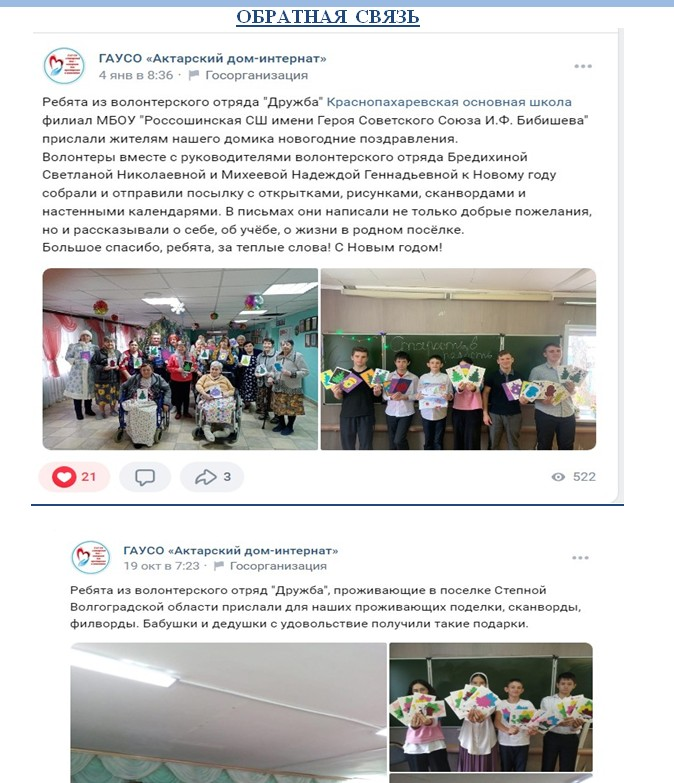 ОБРАТНАЯ СВЯЗЬ
ГАУСО «Актарский дом-интернат»
4 янв в 8:36 · Госорганизация
Ребята из волонтерского отряда "Дружба" Краснопахаревская основная школа
филиал МБОУ "Россошинская СШ имени Героя Советского Союза И.Ф. Бибишева"
прислали жителям нашего домика новогодние поздравления.
Волонтеры вместе с руководителями волонтерского отряда Бредихиной
Светланой Николаевной и Михеевой Надеждой Геннадьевной к Новому году
собрали и отправили посылку с открытками, рисунками, сканвордами и
настенными календарями. В письмах они написали не только добрые пожелания,
но и рассказывали о себе, об учёбе, о жизни в родном посёлке.
Большое спасибо, ребята, за теплые слова! С Новым годом!
21
3
522
ГАУСО «Актарский дом-интернат»
19 окт в 7:23 · Госорганизация
Ребята из волонтерского отряд "Дружба", проживающие в поселке Степной
Волгоградской области прислали для наших проживающих поделки, сканворды,
филворды. Бабушки и дедушки с удовольствие получили такие подарки.